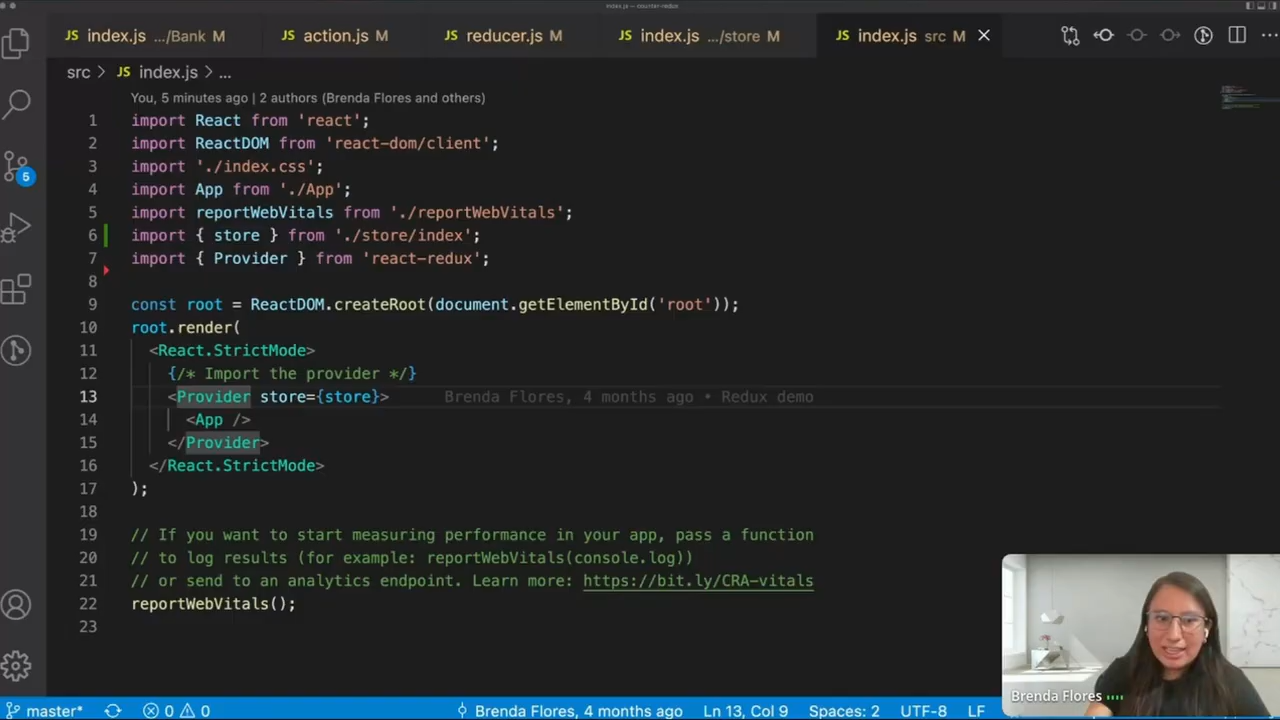 index.js — counter-redux
JS index.js .../Bank M
JS action.js M
JS reducer.js M
JS index.js .../store M
JS index.js src M
src > JS index.js > ...
You, 5 minutes ago | 2 authors (Brenda Flores and others)
1 import React from 'react';
2 import ReactDOM from 'react-dom/client';
3 import './index.css';
4 import App from './App';
5 import reportWebVitals from './reportWebVitals';
6 import { store } from './store/index';
7 import { Provider } from 'react-redux';
8
9 const root = ReactDOM.createRoot(document.getElementById('root'));
10 root.render(
11 <React.StrictMode>
12 {/* Import the provider */}
13 <Provider store={store}> Brenda Flores, 4 months ago • Redux demo
14 <App />
15 </Provider>
16 </React.StrictMode>
17 );
18
19 // If you want to start measuring performance in your app, pass a function
20 // to log results (for example: reportWebVitals(console.log))
21 // or send to an analytics endpoint. Learn more: https://bit.ly/CRA-vitals
22 reportWebVitals();
23
5
Brenda Flores
master* 0 0 Brenda Flores, 4 months ago Ln 13, Col 9 Spaces: 2 UTF-8 LF